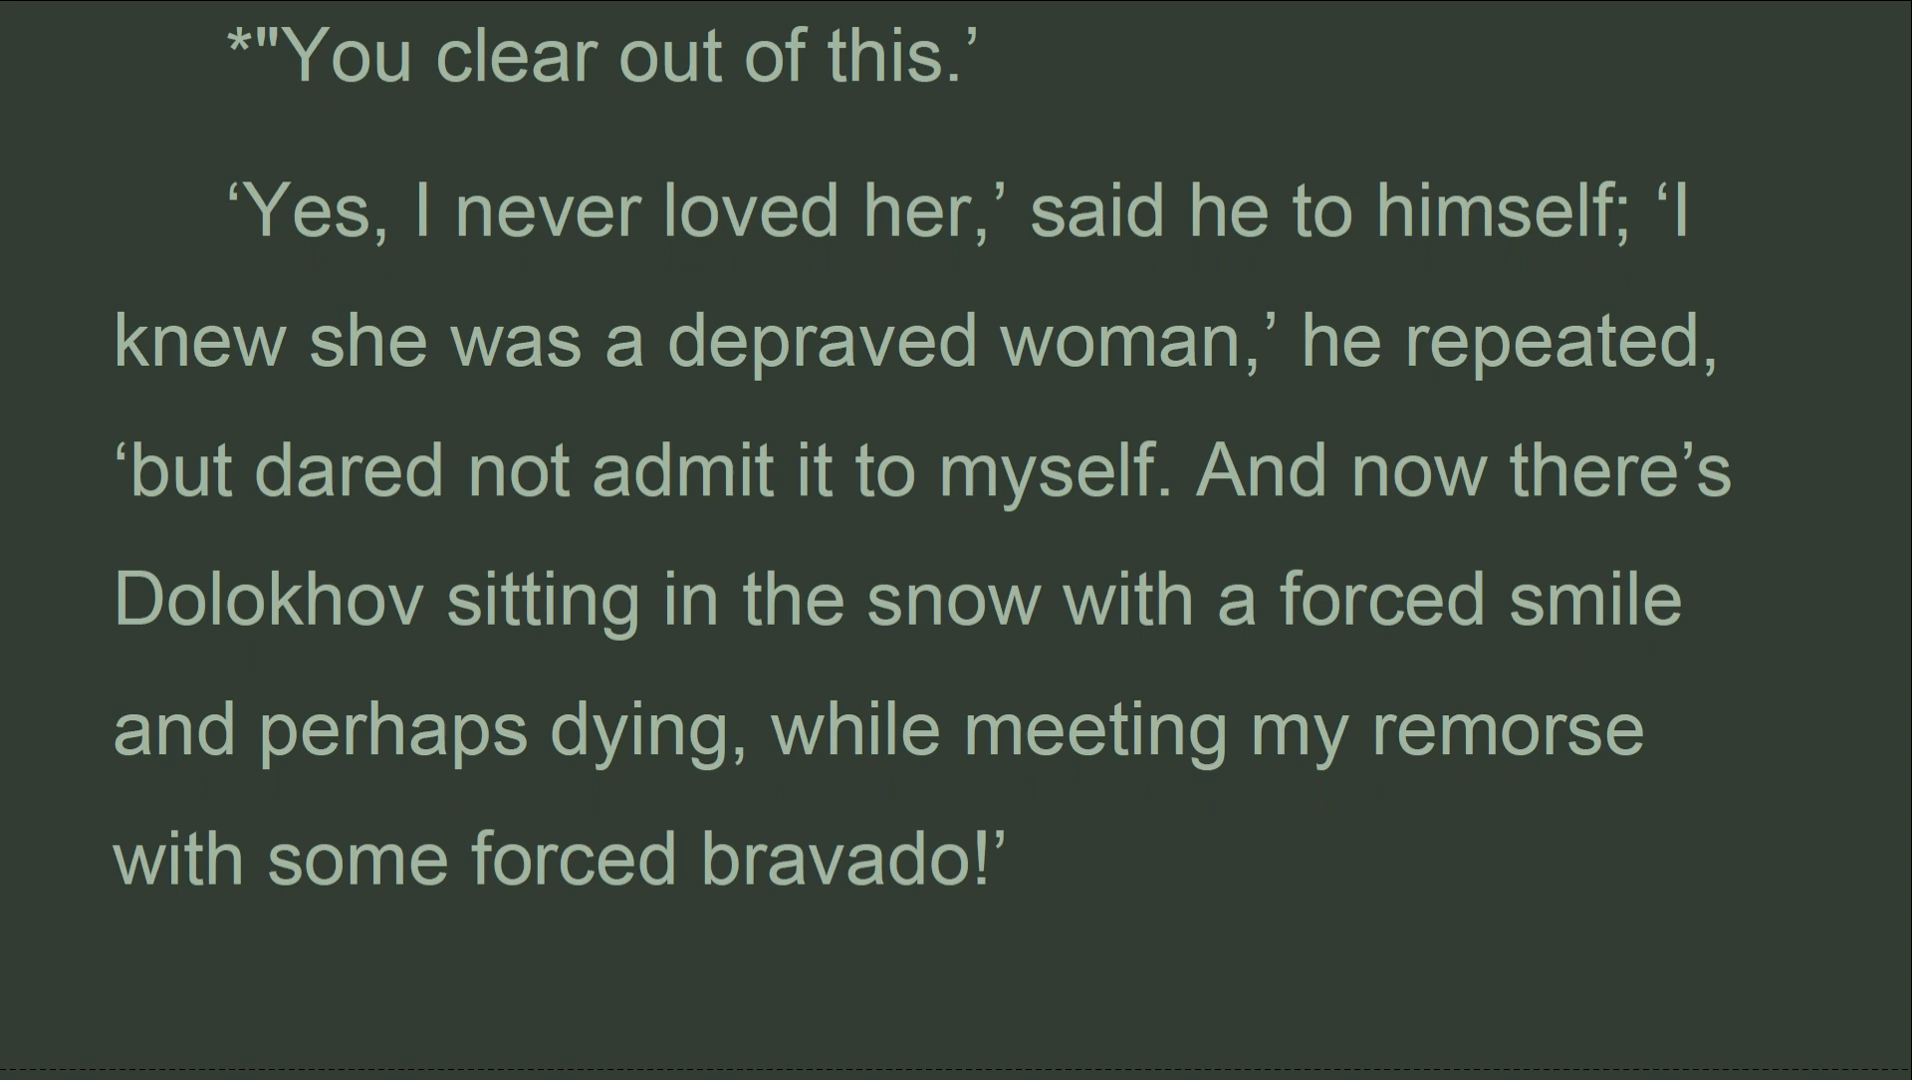 *"You clear out of this.’
‘Yes, I never loved her,’ said he to himself; ‘I
knew she was a depraved woman,’ he repeated,
‘but dared not admit it to myself. And now there’s
Dolokhov sitting in the snow with a forced smile
and perhaps dying, while meeting my remorse
with some forced bravado!’